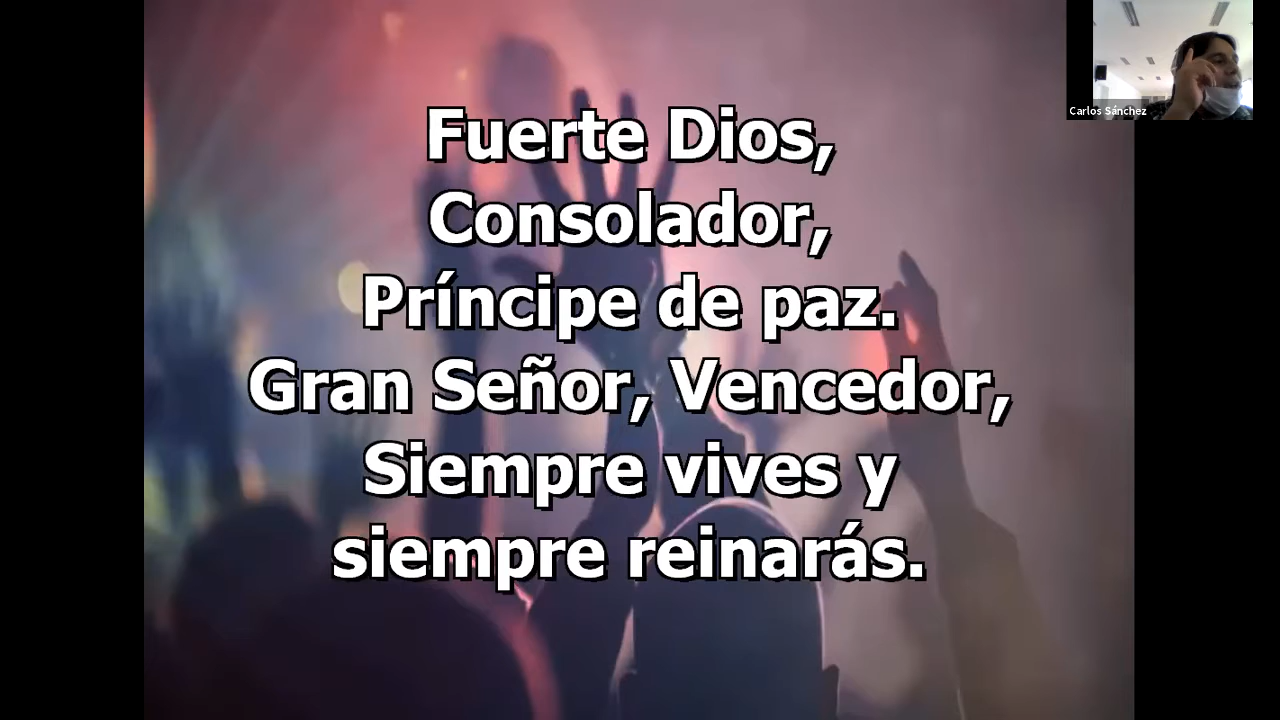 Fuerte Dios,
Consolador,
Príncipe de paz.
Gran Señor, Vencedor,
Siempre vives y
siempre reinarás.
Carlos Sánchez